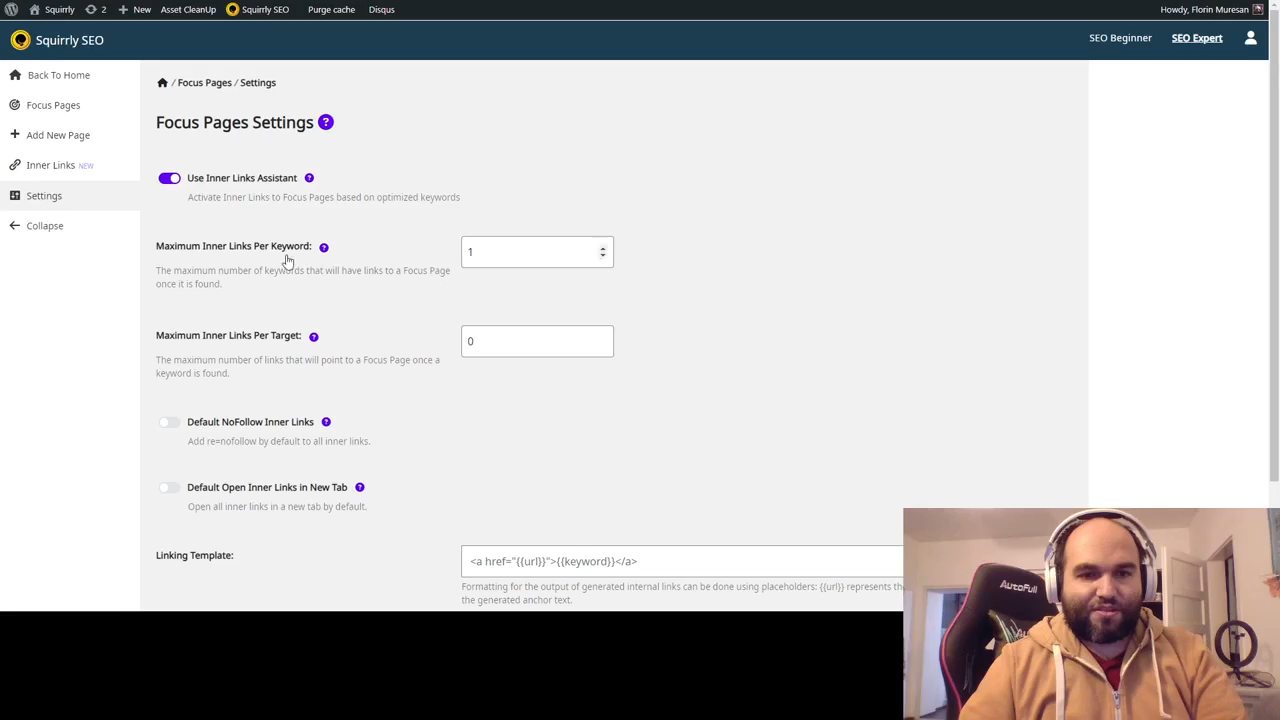 Squirrly
2
New
Asset CleanUp
Squirrly SEO
Purge cache
Disqus
Howdy, Florin Muresan
Squirrly SEO
SEO Beginner
SEO Expert
Back To Home
Focus Pages
Add New Page
Inner Links NEW
Settings
Collapse
/ Focus Pages / Settings
Focus Pages Settings ?
Use Inner Links Assistant ?
Activate Inner Links to Focus Pages based on optimized keywords
Maximum Inner Links Per Keyword: ?
The maximum number of keywords that will have links to a Focus Page
once it is found.
1
Maximum Inner Links Per Target: ?
The maximum number of links that will point to a Focus Page once a
keyword is found.
0
Default NoFollow Inner Links ?
Add re=nofollow by default to all inner links.
Default Open Inner Links in New Tab ?
Open all inner links in a new tab by default.
Linking Template:
<a href="{{url}}">{{keyword}}</a>
Formatting for the output of generated internal links can be done using placeholders: {{url}} represents the
the generated anchor text.
AUTOFULL